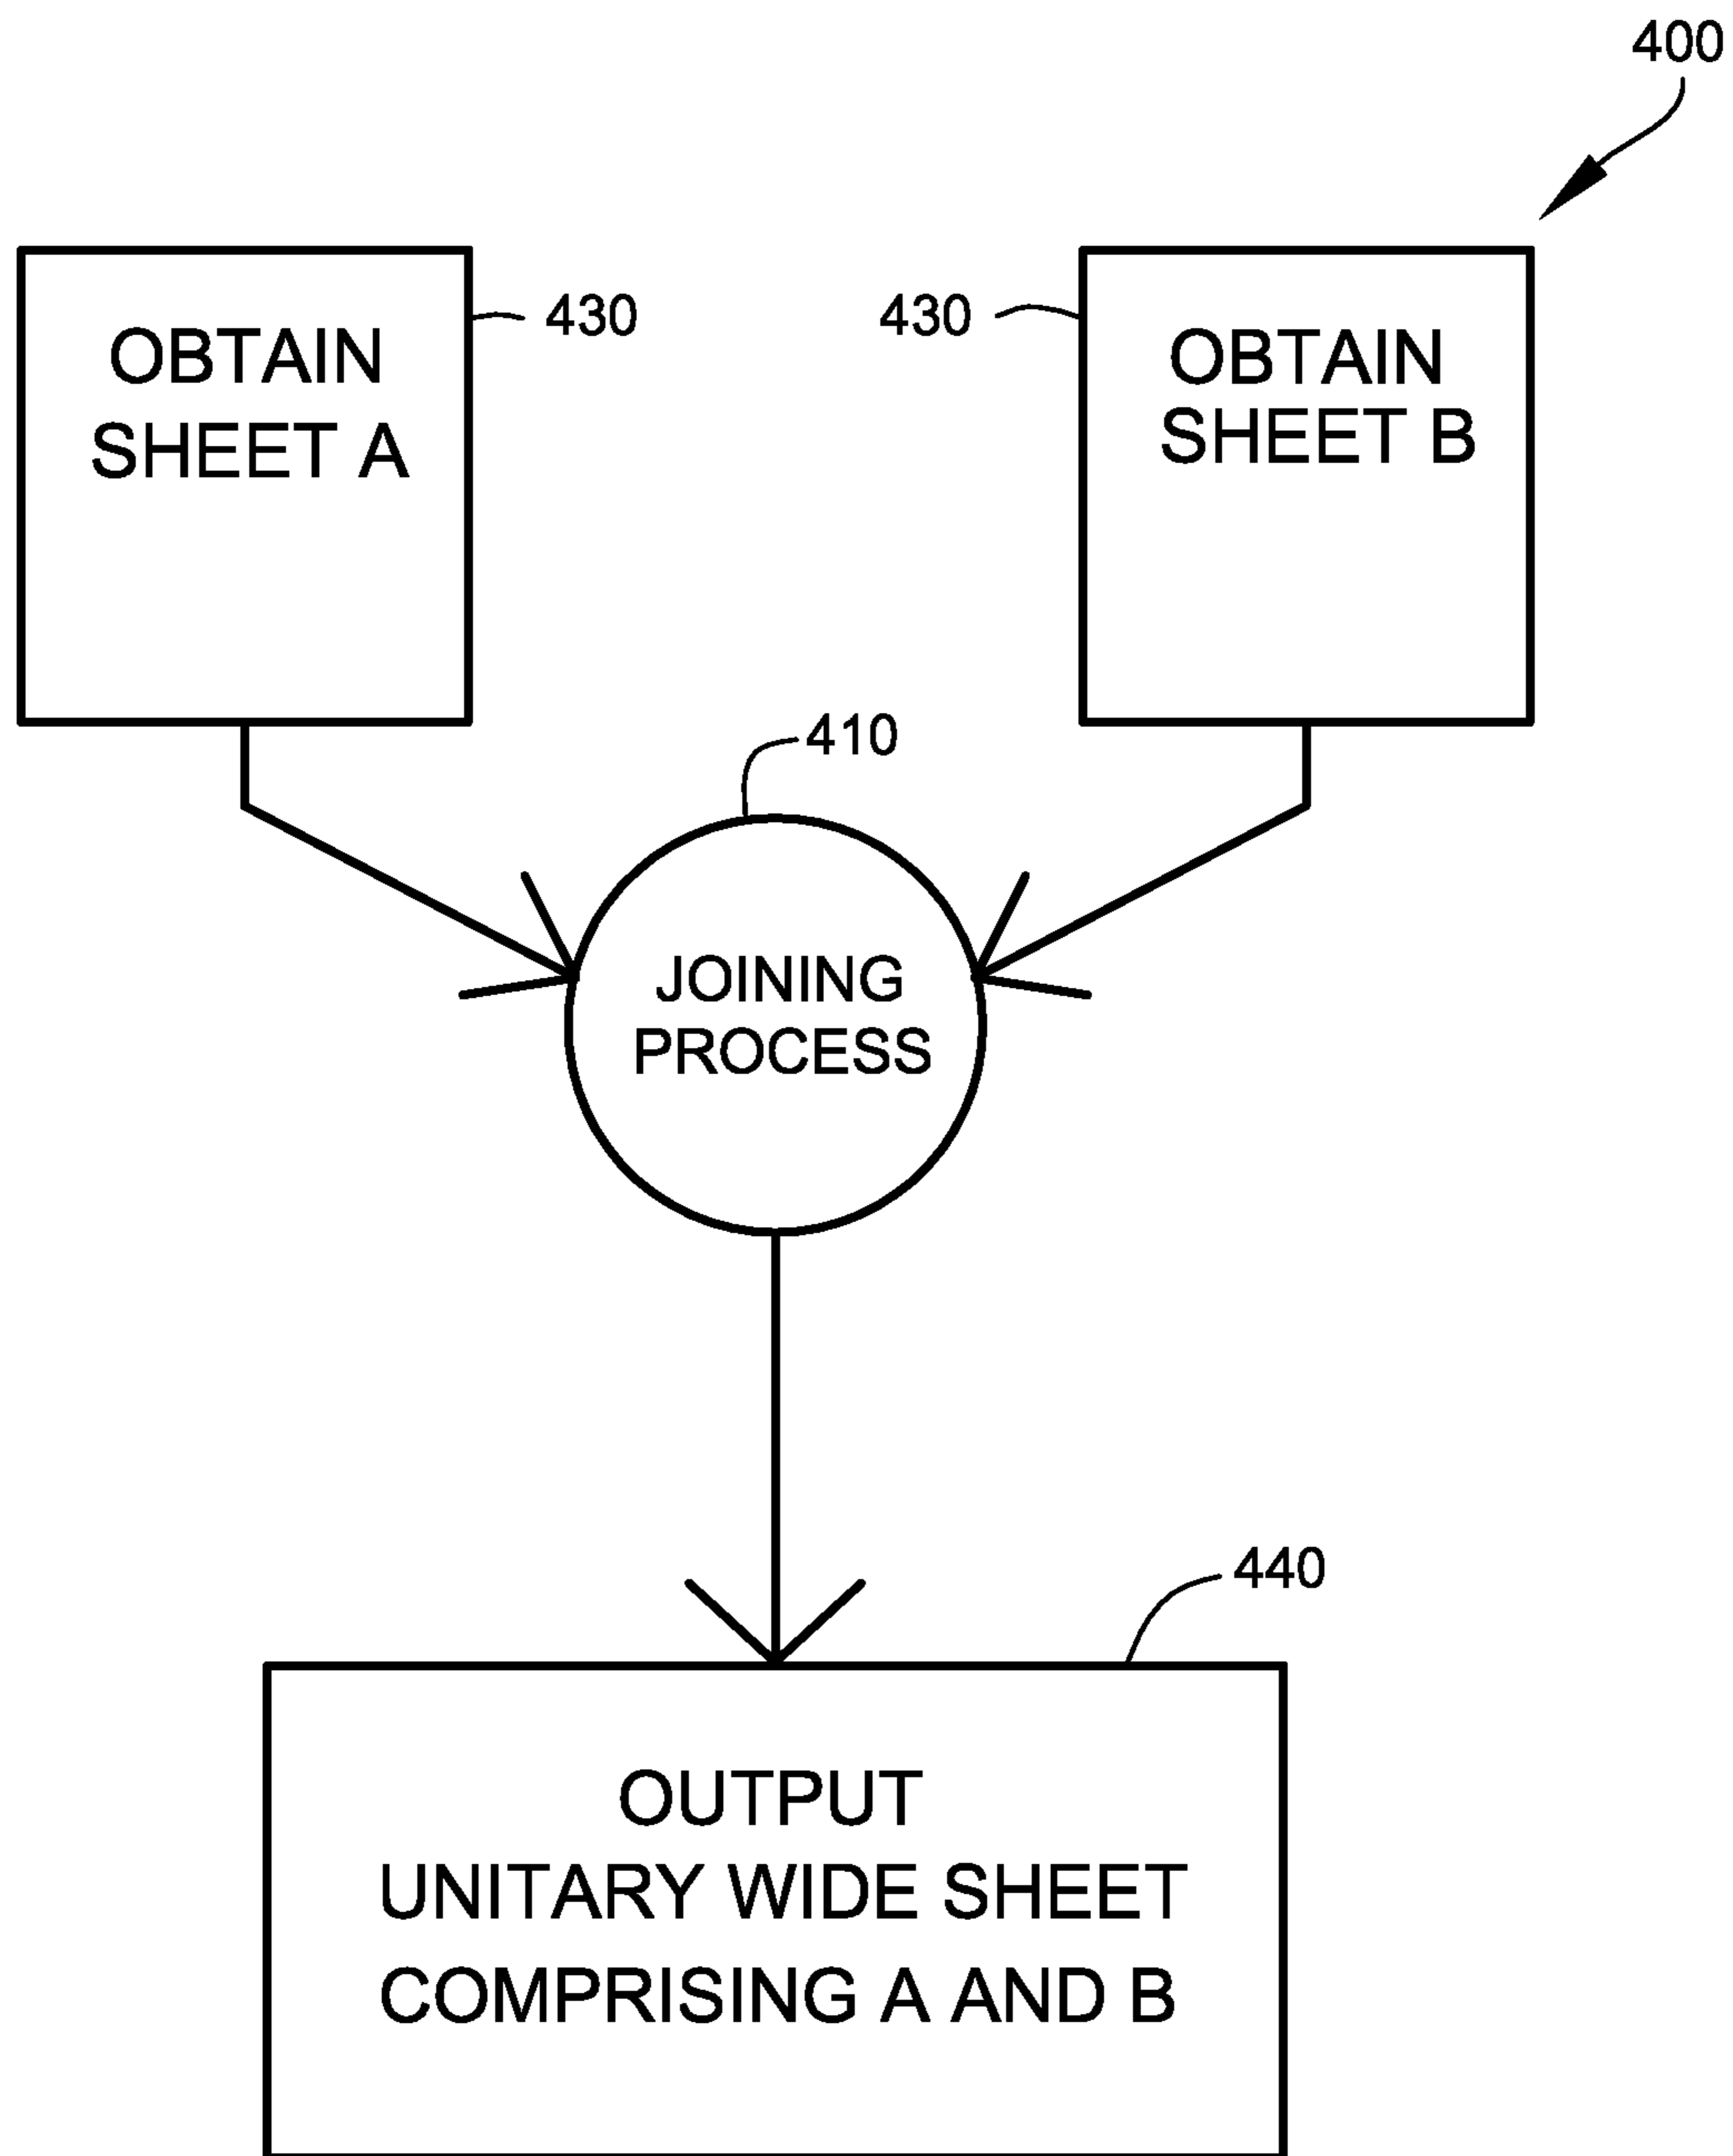 400
OBTAIN
SHEET A
430
430
OBTAIN
SHEET B
410
JOINING
PROCESS
440
OUTPUT
UNITARY WIDE SHEET
COMPRISING A AND B